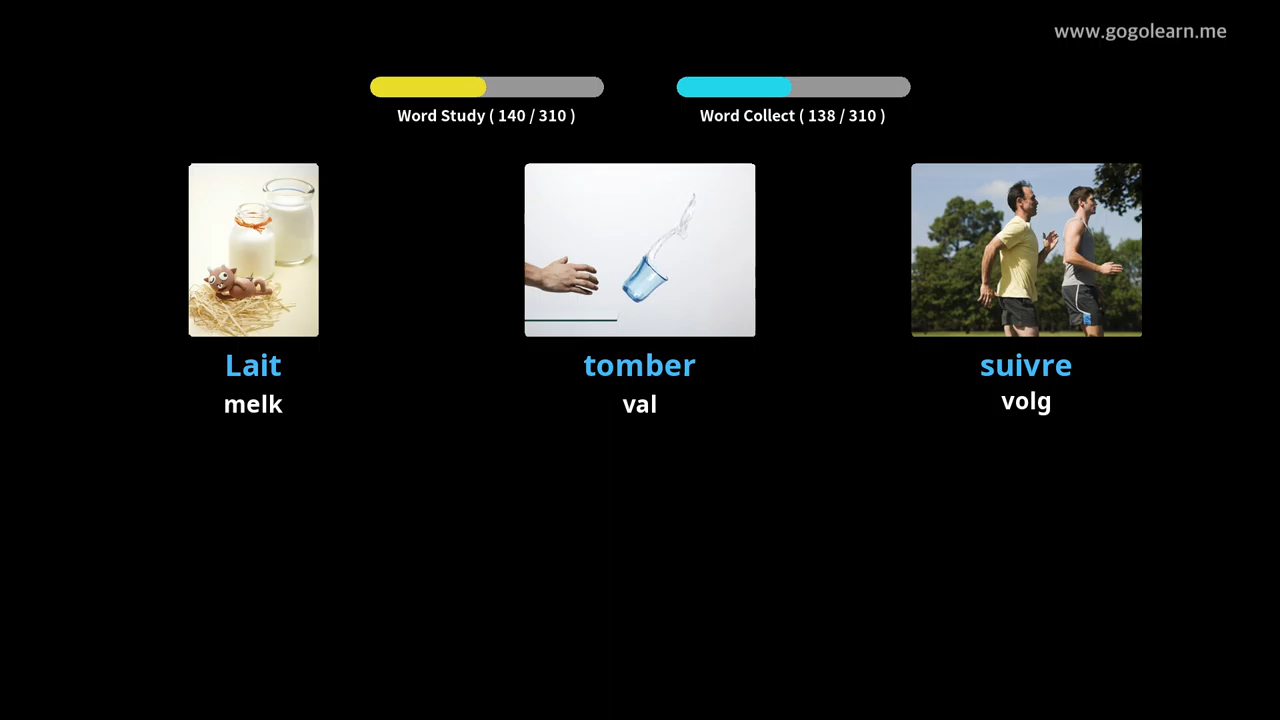 www.gogolearn.me
Word Study ( 140 / 310 )
Word Collect ( 138 / 310 )
Lait
melk
tomber
val
suivre
volg